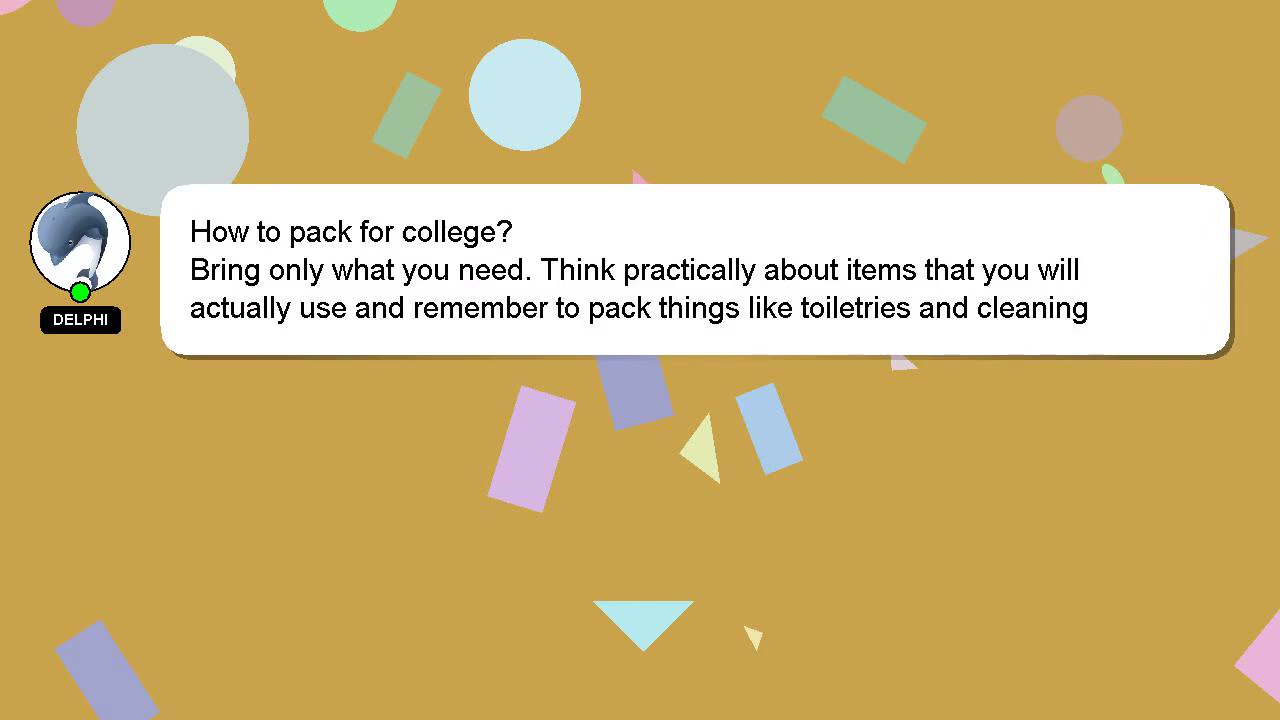 How to pack for college?
Bring only what you need. Think practically about items that you will
actually use and remember to pack things like toiletries and cleaning
DELPHI